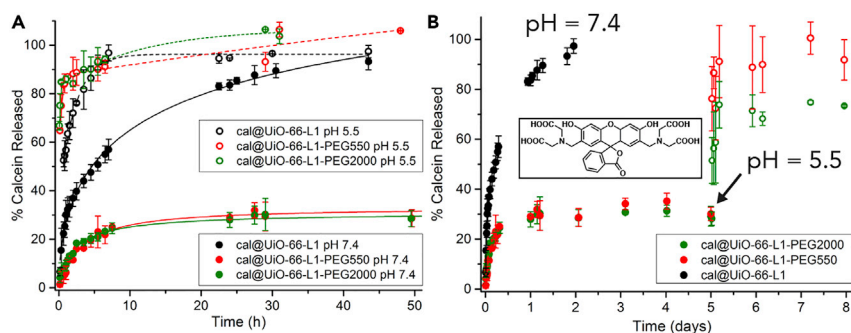 A
% Calcein Released
100
80
60
40
20
0
cal@UiO-66-L1 pH 5.5
cal@UiO-66-L1-PEG550 pH 5.5
cal@UiO-66-L1-PEG2000 pH 5.5
cal@UiO-66-L1 pH 7.4
cal@UiO-66-L1-PEG550 pH 7.4
cal@UiO-66-L1-PEG2000 pH 7.4
0 10 20 30 40 50
Time (h)
B
pH = 7.4
% Calcein Released
100
80
60
40
20
0
COOH HO O OH COOH
HOOC N N COOH
O
O
pH = 5.5
cal@UiO-66-L1-PEG2000
cal@UiO-66-L1-PEG550
cal@UiO-66-L1
0 1 2 3 4 5 6 7 8
Time (days)